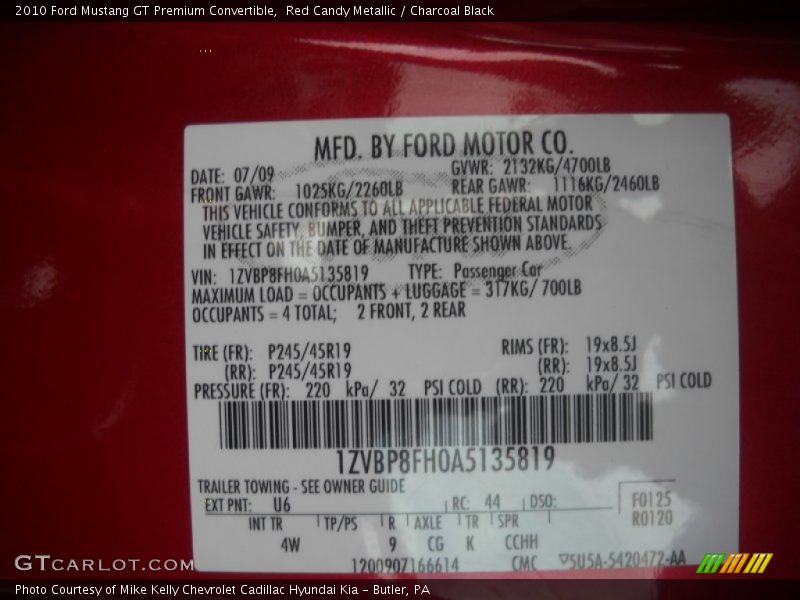 2010 Ford Mustang GT Premium Convertible,  Red Candy Metallic / Charcoal Black
MFD. BY FORD MOTOR CO.
DATE: 07/09 GVWR: 2132KG/4700LB
FRONT GAWR: 1025KG/2260LB REAR GAWR: 1116KG/2460LB
THIS VEHICLE CONFORMS TO ALL APPLICABLE FEDERAL MOTOR
VEHICLE SAFETY, BUMPER, AND THEFT PREVENTION STANDARDS
IN EFFECT ON THE DATE OF MANUFACTURE SHOWN ABOVE.
VIN: 1ZVBP8FH0A5135819 TYPE: Passenger Car
MAXIMUM LOAD = OCCUPANTS + LUGGAGE = 317KG/ 700LB
OCCUPANTS = 4 TOTAL; 2 FRONT, 2 REAR
TIRE (FR): P245/45R19 RIMS (FR): 19x8.5J
(RR): P245/45R19 (RR): 19x8.5J
PRESSURE (FR): 220 kPa/ 32 PSI COLD (RR): 220 kPa/ 32 PSI COLD
1ZVBP8FH0A5135819
TRAILER TOWING - SEE OWNER GUIDE
EXT PNT: U6 RC: 44 DSO: F0125
INT TR TP/PS R AXLE TR SPR R0120
4W 9 CG K CCHH
1200907166614 CMC ▽5U5A-5420472-AA
GTCARLOT.COM
Photo Courtesy of Mike Kelly Chevrolet Cadillac Hyundai Kia – Butler, PA